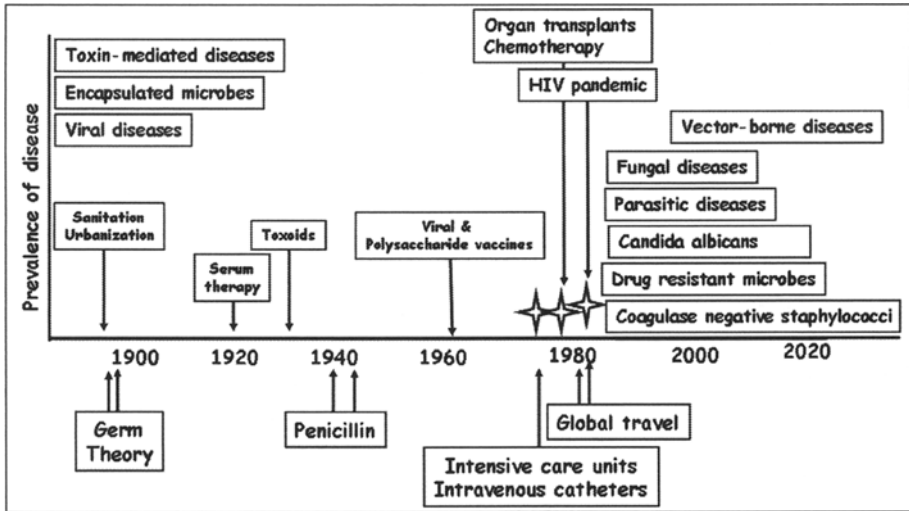 Prevalence of disease
Toxin-mediated diseases
Encapsulated microbes
Viral diseases
Organ transplants
Chemotherapy
HIV pandemic
Vector-borne diseases
Fungal diseases
Parasitic diseases
Candida albicans
Drug resistant microbes
Coagulase negative staphylococci
Sanitation
Urbanization
Serum
therapy
Toxoids
Viral &
Polysaccharide vaccines
1900 1920 1940 1960 1980 2000 2020
Germ
Theory
Penicillin
Global travel
Intensive care units
Intravenous catheters